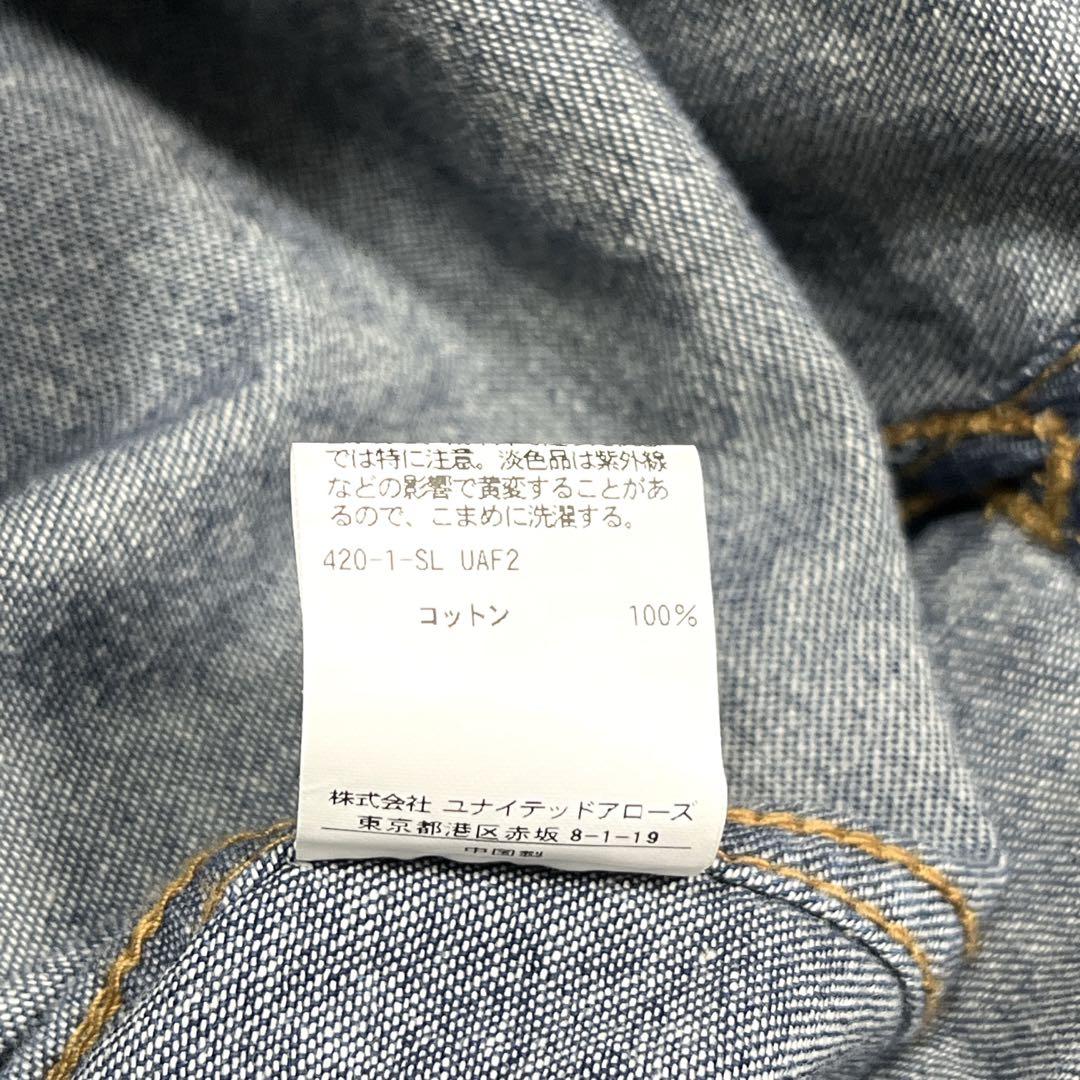 では特に注意。淡色品は紫外線
などの影響で黄変することがあ
るので、こまめに洗濯する。
420-1-SL UAF2
コットン 100%
株式会社 ユナイテッドアローズ
東京都港区赤坂 8-1-19
中国製